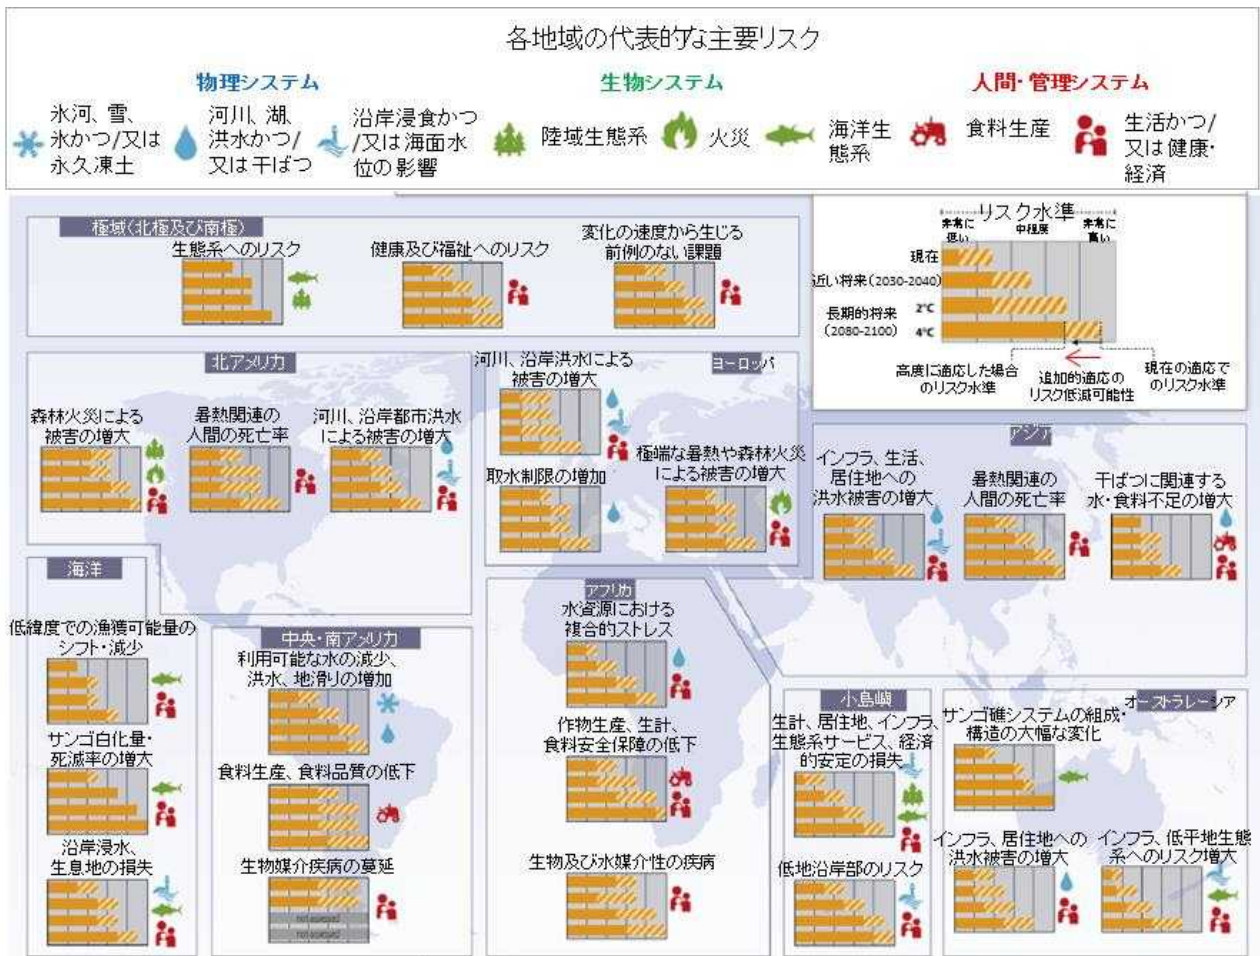 各地域の代表的な主要リスク
物理システム
氷河、雪、
氷かつ/又は
永久凍土
河川、湖、
洪水かつ/
又は干ばつ
沿岸浸食かつ
/又は海面水
位の影響
生物システム
陸域生態系
火災
海洋生
態系
人間・管理システム
食料生産
生活かつ/
又は健康・
経済
リスク水準
非常に
低い
中程度
非常に
高い
現在
近い将来(2030-2040)
長期的将来
(2080-2100)
2℃
4℃
高度に適応した場合
のリスク水準
追加的適応の
リスク低減可能性
現在の適応で
のリスク水準
極域(北極及び南極)
生態系へのリスク
健康及び福祉へのリスク
変化の速度から生じる
前例のない課題
北アメリカ
森林火災による
被害の増大
暑熱関連の
人間の死亡率
河川、沿岸都市洪水
による被害の増大
ヨーロッパ
河川、沿岸洪水による
被害の増大
取水制限の増加
極端な暑熱や森林火災
による被害の増大
アジア
インフラ、生活、
居住地への
洪水被害の増大
暑熱関連の
人間の死亡率
干ばつに関連する
水・食料不足の増大
海洋
低緯度での漁獲可能量の
シフト・減少
サンゴ白化量・
死滅率の増大
沿岸浸水、
生息地の損失
中央・南アメリカ
利用可能な水の減少、
洪水、地滑りの増加
食料生産、食料品質の低下
生物媒介疾病の蔓延
not assessed
not assessed
アフリカ
水資源における
複合的ストレス
作物生産、生計、
食料安全保障の低下
生物及び水媒介性の疾病
小島嶼
生計、居住地、インフラ、
生態系サービス、経済
的安定の損失
低地沿岸部のリスク
オーストラレーシア
サンゴ礁システムの組成・
構造の大幅な変化
インフラ、居住地への
洪水被害の増大
インフラ、低平地生態
系へのリスク増大